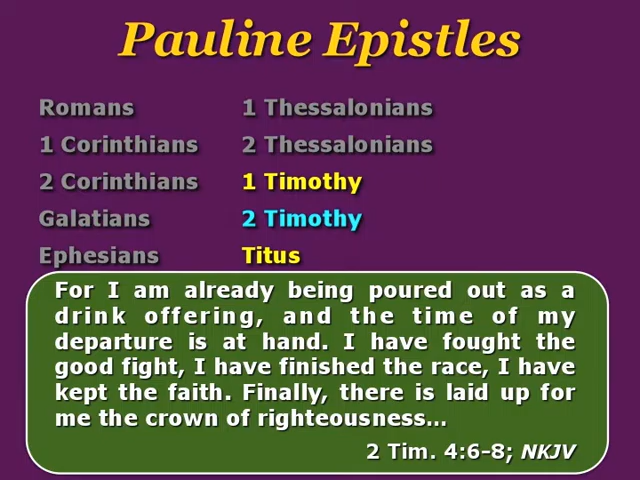 Pauline Epistles
Romans
1 Corinthians
2 Corinthians
Galatians
Ephesians
1 Thessalonians
2 Thessalonians
1 Timothy
2 Timothy
Titus
For I am already being poured out as a
drink offering, and the time of my
departure is at hand. I have fought the
good fight, I have finished the race, I have
kept the faith. Finally, there is laid up for
me the crown of righteousness...
2 Tim. 4:6-8; NKJV